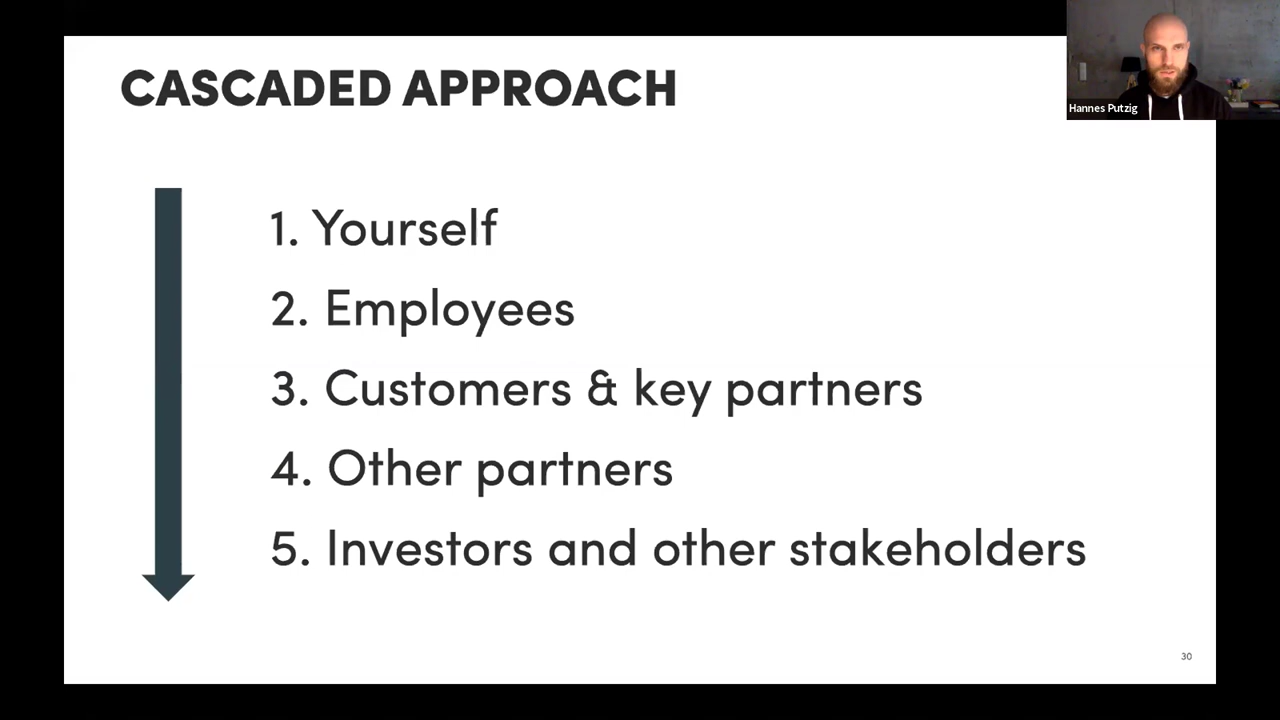 CASCADED APPROACH
Hannes Putzig
1. Yourself
2. Employees
3. Customers & key partners
4. Other partners
5. Investors and other stakeholders
30